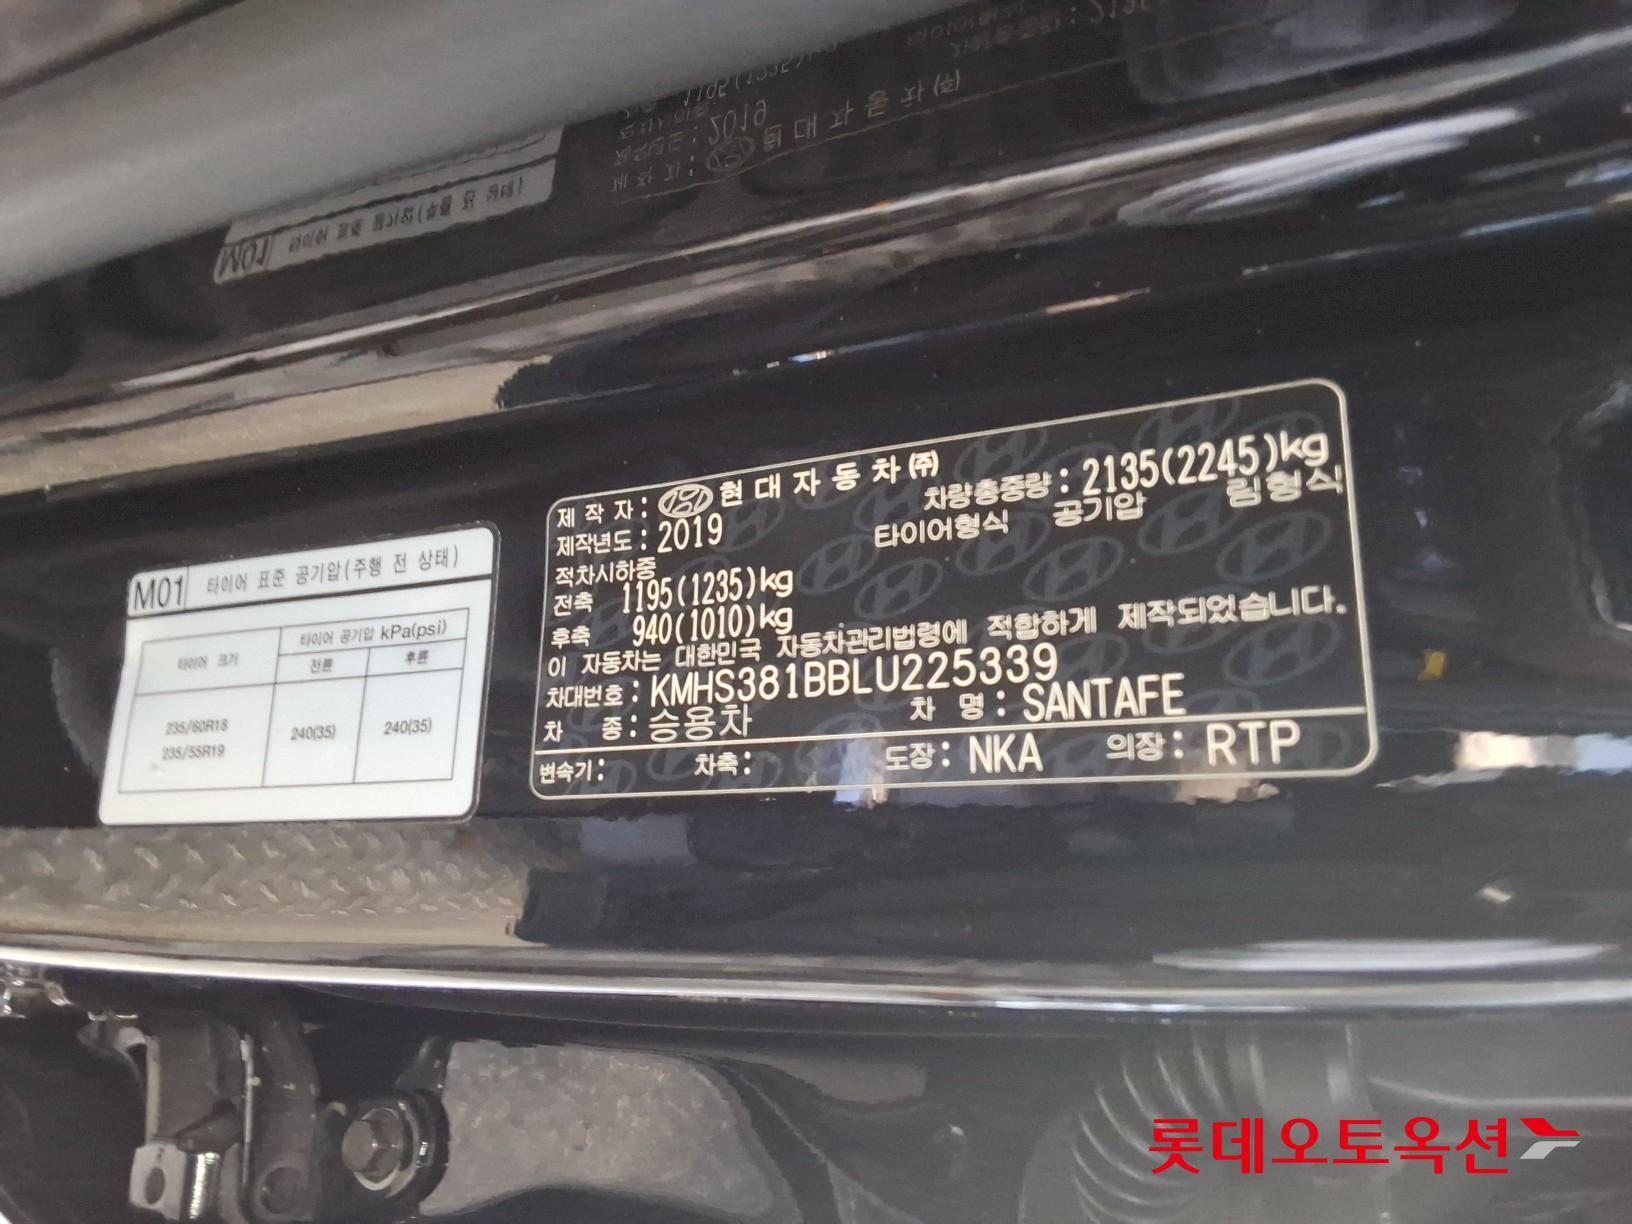 M01 타이어 표준 공기압(주행 전 상태)
타이어 크기 타이어 공기압 kPa(psi)
전륜 후륜
235/60R18
235/55R19
240(35) 240(35)
제 작 자: 현대자동차㈜
제작년도: 2019
차량총중량: 2135(2245)kg
타이어형식 공기압 림형식
적차시하중
전축 1195(1235)kg
후축 940(1010)kg
이 자동차는 대한민국 자동차관리법령에 적합하게 제작되었습니다.
차대번호: KMHS381BBLU225339
차 종: 승용차 차 명: SANTAFE
변속기: 차축: 도장: NKA 의장: RTP
롯데오토옥션